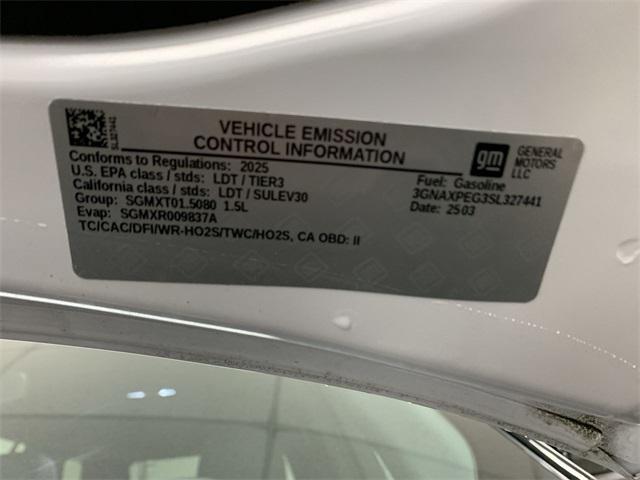 SL327441
VEHICLE EMISSION
CONTROL INFORMATION
Conforms to Regulations: 2025
U.S. EPA class / stds: LDT / TIER3
California class / stds: LDT / SULEV30
Group: SGMXT01.5080 1.5L
Evap: SGMXR009837A
TC/CAC/DFI/WR-HO2S/TWC/HO2S, CA OBD: II
gm
GENERAL
MOTORS
LLC
Fuel: Gasoline
3GNAXPEG3SL327441
Date: 2503